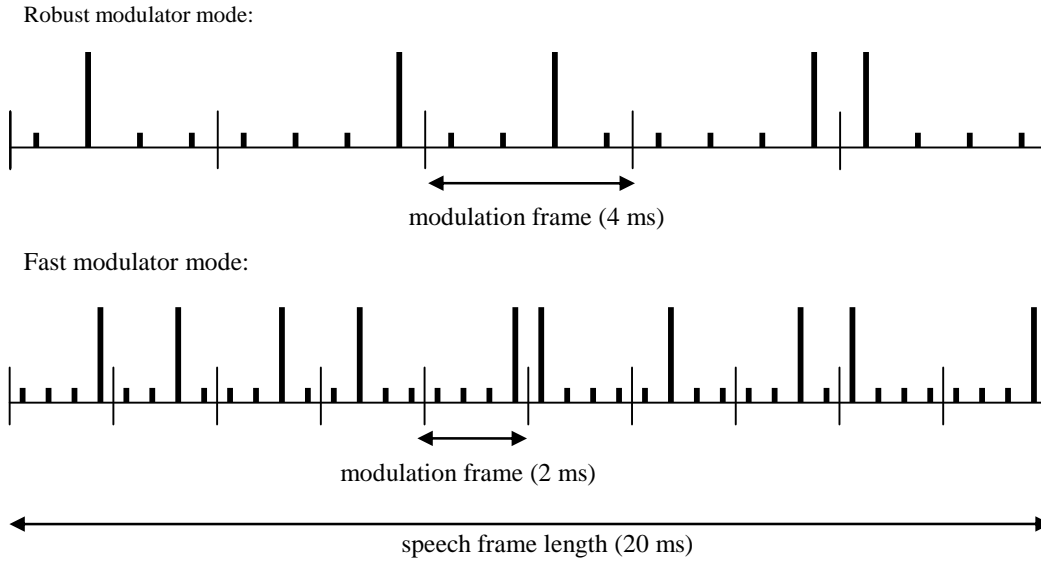 Robust modulator mode:
modulation frame (4 ms)
Fast modulator mode:
modulation frame (2 ms)
speech frame length (20 ms)